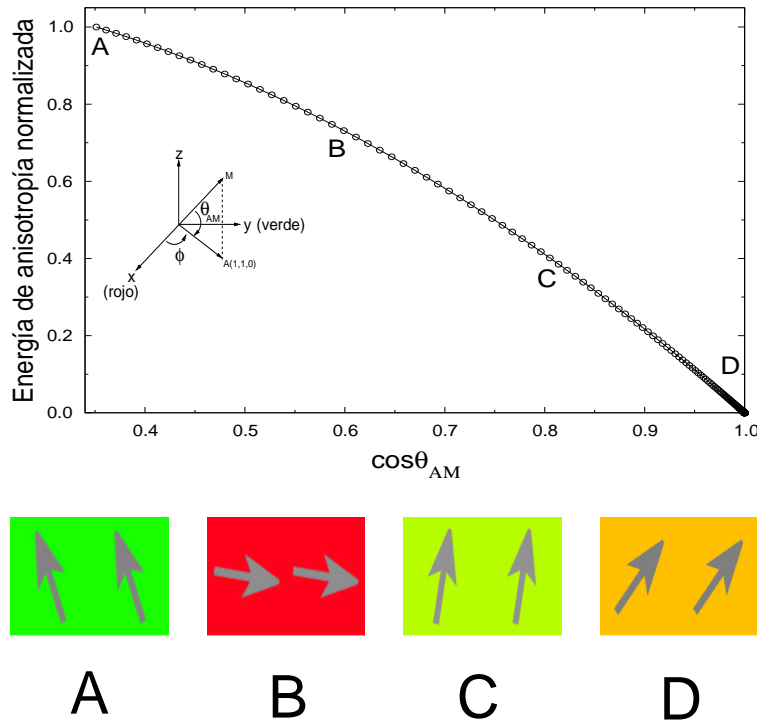 Energía de anisotropía normalizada
1.0
0.8
0.6
0.4
0.2
0.0
A
B
C
D
z
M
θAM
y (verde)
ϕ
A(1,1,0)
x
(rojo)
0.4 0.5 0.6 0.7 0.8 0.9 1.0
cosθAM
A B C D